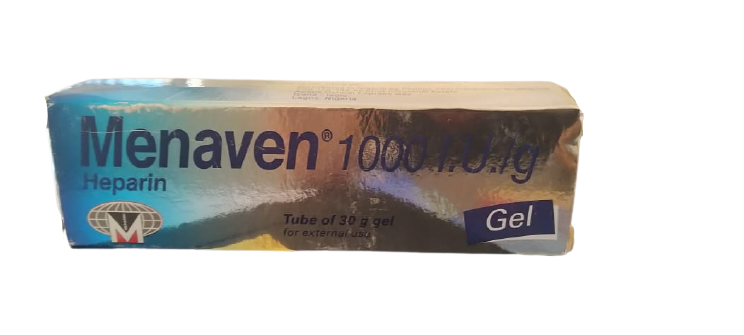 Menaven® 1000 I.U./g
Heparin
M
Tube of 30 g gel
for external use
Gel